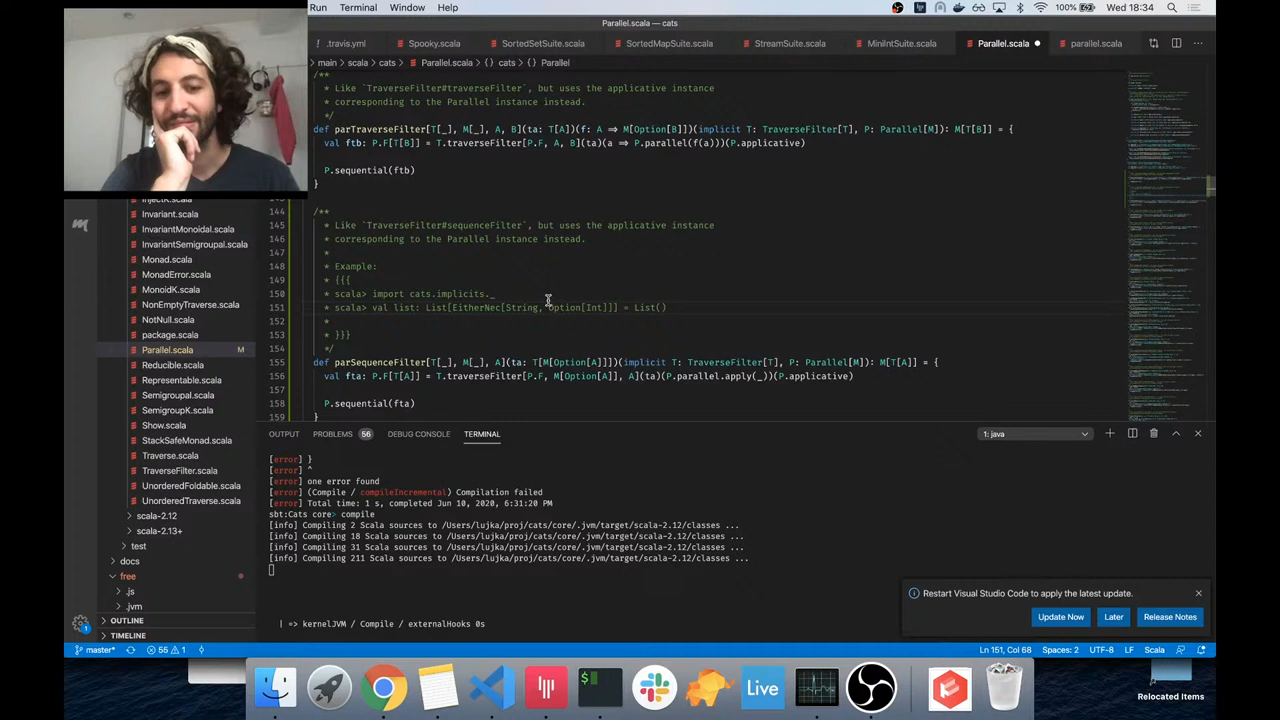 Run Terminal Window Help
100% Wed 18:34
Parallel.scala — cats
.travis.yml Spooky.scala SortedSetSuite.scala SortedMapSuite.scala StreamSuite.scala MiniIntSuite.scala Parallel.scala parallel.scala
main > scala > cats > Parallel.scala > {} cats > Parallel
/**
* Like `TraverseFilter , but uses the applicative instance
* corresponding to the Parallel instance instead.
def parTraverseFilter A, B](ta: T[A])(f: A => M[Option[B]])(implicit T: TraverseFilter[T], P: Parallel[M]): M[T[B]] = {
val ftb: P.F[T[B]] [P.F, A, B](ta)(a => P.parallel(f(a)))(P.applicative)
P.sequential(ftb)
}
144 /**
145 * , but uses the applicative instance
146 * corresponding to the Parallel instance instead.
147 *
148 * Example:
149 * {{{
150 * scala> import cats.implicits._
151 * scala> val list: List[ [String, Option[Int]]] = List()
152 *
153 * }}}
154 */
155 def parSequenceFilter A](ta: T[M[Option[A]]])(implicit T: TraverseFilter[T], P: Parallel[M]): M[T[A]] = {
156 val fta: P.F[T[A]] [P.F, M[Option[A]], A](ta)(P.parallel.apply(_))(P.applicative)
157
158 P.sequential(fta)
159 }
InjectK.scala
Invariant.scala
InvariantMonoidal.scala
InvariantSemigroupal.scala
Monad.scala
MonadError.scala
MonoidK.scala
NonEmptyTraverse.scala
NotNull.scala
package.scala
Parallel.scala M
Reducible.scala
Representable.scala
Semigroupal.scala
SemigroupK.scala
Show.scala
StackSafeMonad.scala
Traverse.scala
TraverseFilter.scala
UnorderedFoldable.scala
UnorderedTraverse.scala
scala-2.12
scala-2.13+
test
docs
free
.js
.jvm
OUTLINE
TIMELINE
OUTPUT PROBLEMS 56 DEBUG CONSOLE TERMINAL 1: java
[error] }
[error] ^
[error] one error found
[error] (Compile / compileIncremental) Compilation failed
[error] Total time: 1 s, completed Jun 10, 2020, 6:31:20 PM
sbt:Cats core> compile
[info] Compiling 2 Scala sources to /Users/lujka/proj/cats/core/.jvm/target/scala-2.12/classes ...
[info] Compiling 18 Scala sources to /Users/lujka/proj/cats/core/.jvm/target/scala-2.12/classes ...
[info] Compiling 31 Scala sources to /Users/lujka/proj/cats/core/.jvm/target/scala-2.12/classes ...
[info] Compiling 211 Scala sources to /Users/lujka/proj/cats/core/.jvm/target/scala-2.12/classes ...
| => kernelJVM / Compile / externalHooks 0s
Restart Visual Studio Code to apply the latest update.
Update Now Later Release Notes
1
master* 55 1 Ln 151, Col 68 Spaces: 2 UTF-8 LF Scala
Live
Relocated Items